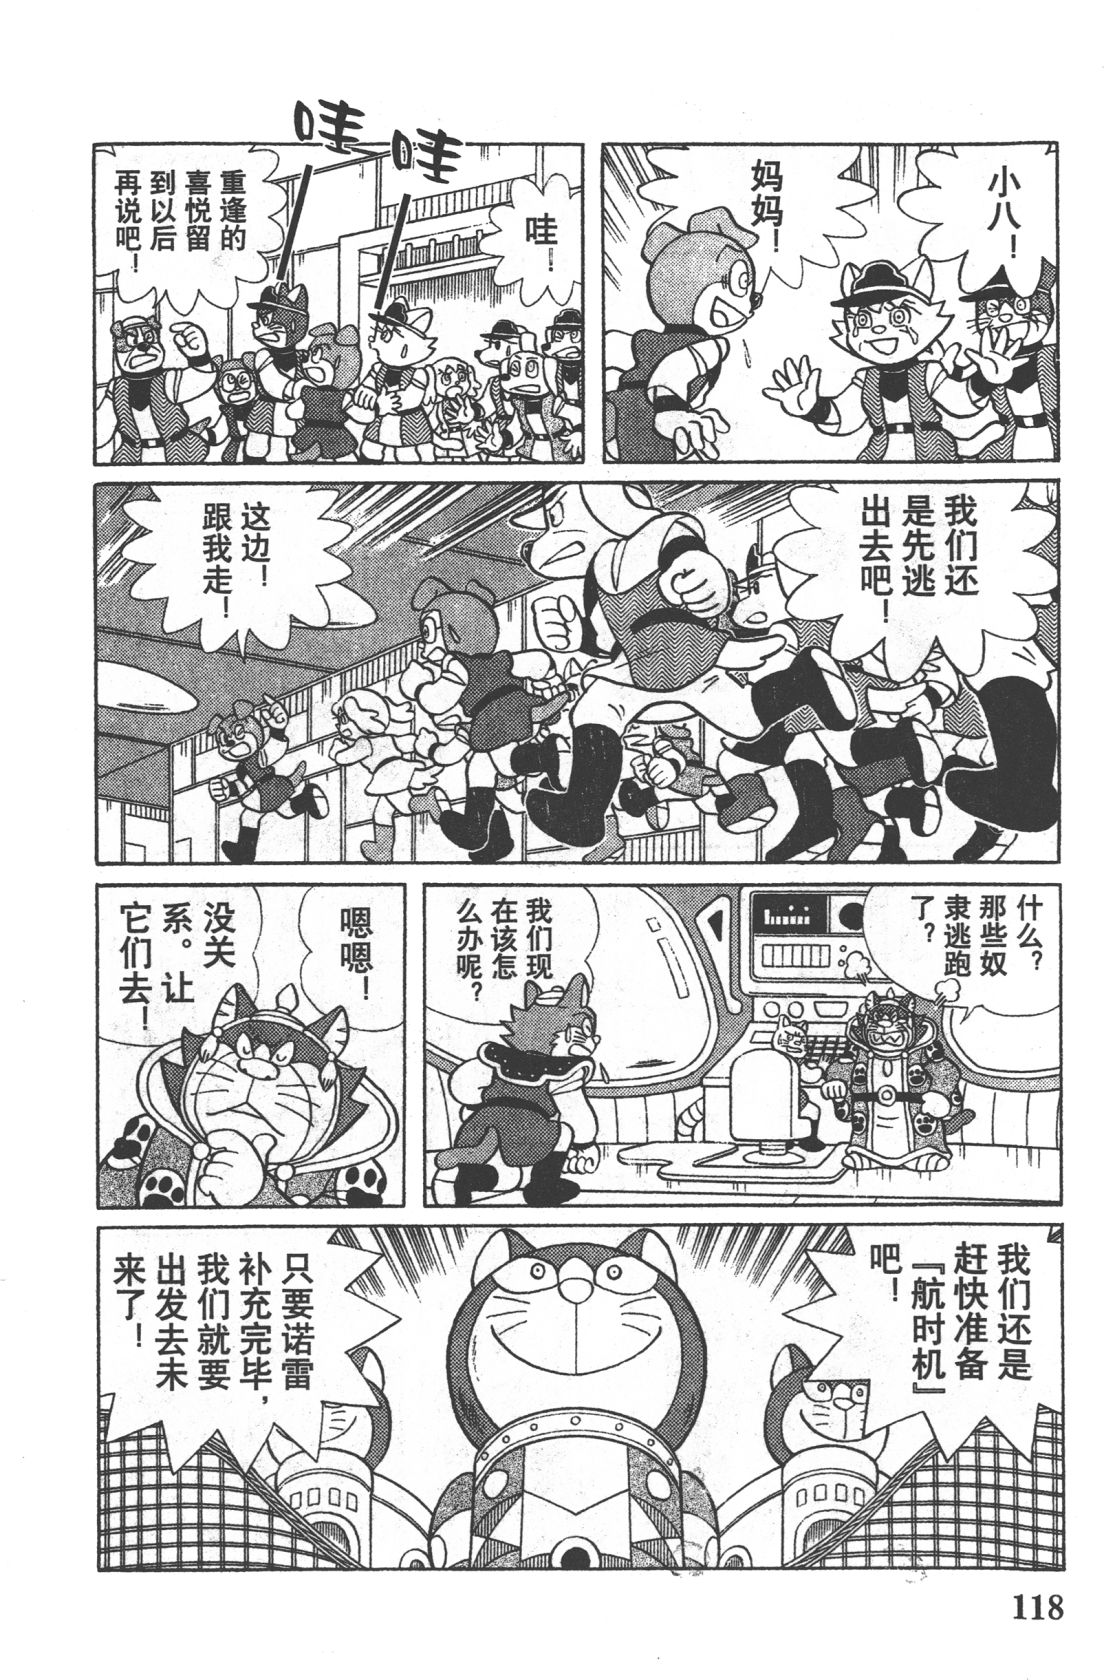 小八！
妈妈！
哇！
哇
哇
重逢的
喜悦留
到以后
再说吧！
我们还
是先逃
出去吧！
这边！
跟我走！
什么？
那些奴
隶逃跑
了？
我们现
在该怎
么办呢？
嗯嗯！
没关
系。让
它们去！
我们还是
赶快准备
『航时机』
吧！
只要诺雷
补充完毕，
我们就要
出发去未
来了！
118